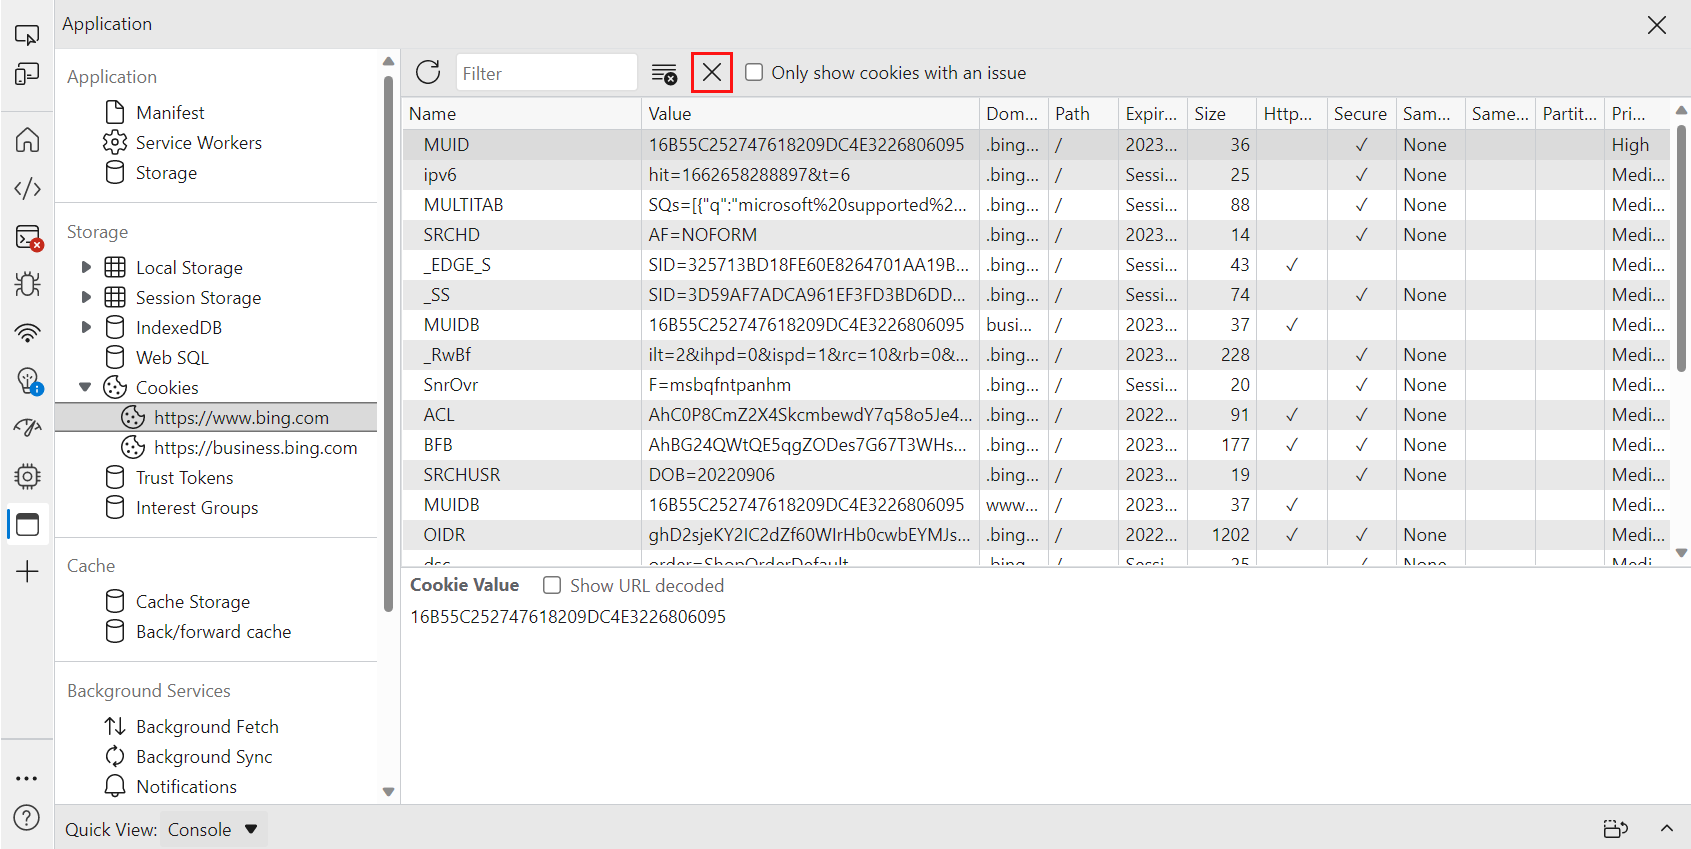 Application
Application
Manifest
Service Workers
Storage
Storage
Local Storage
Session Storage
IndexedDB
Web SQL
Cookies
https://www.bing.com
https://business.bing.com
Trust Tokens
Interest Groups
Cache
Cache Storage
Back/forward cache
Background Services
Background Fetch
Background Sync
Notifications
Filter
Only show cookies with an issue
Name Value Dom... Path Expir... Size Http... Secure Sam... Same... Partit... Pri...
MUID 16B55C252747618209DC4E3226806095 .bing... / 2023... 36 ✓ None High
ipv6 hit=1662658288897&t=6 .bing... / Sessi... 25 ✓ None Medi...
MULTITAB SQs=[{"q":"microsoft%20supported%2... .bing... / Sessi... 88 ✓ None Medi...
SRCHD AF=NOFORM .bing... / 2023... 14 ✓ None Medi...
_EDGE_S SID=325713BD18FE60E8264701AA19B... .bing... / Sessi... 43 ✓ Medi...
_SS SID=3D59AF7ADCA961EF3FD3BD6DD... .bing... / Sessi... 74 ✓ None Medi...
MUIDB 16B55C252747618209DC4E3226806095 busi... / 2023... 37 ✓ Medi...
_RwBf ilt=2&ihpd=0&ispd=1&rc=10&rb=0&... .bing... / 2023... 228 ✓ None Medi...
SnrOvr F=msbqfntpanhm .bing... / Sessi... 20 ✓ None Medi...
ACL AhC0P8CmZ2X4SkcmbewdY7q58o5Je4... .bing... / 2022... 91 ✓ ✓ None Medi...
BFB AhBG24QWtQE5qgZODes7G67T3WHs... .bing... / 2023... 177 ✓ ✓ None Medi...
SRCHUSR DOB=20220906 .bing... / 2023... 19 ✓ None Medi...
MUIDB 16B55C252747618209DC4E3226806095 www... / 2023... 37 ✓ Medi...
OIDR ghD2sjeKY2IC2dZf60WIrHb0cwbEYMJs... .bing... / 2022... 1202 ✓ ✓ None Medi...
dsc order=ShopOrderDefault .bing... / Sessi... 25 ✓ None Medi...
Cookie Value Show URL decoded
16B55C252747618209DC4E3226806095
Quick View: Console